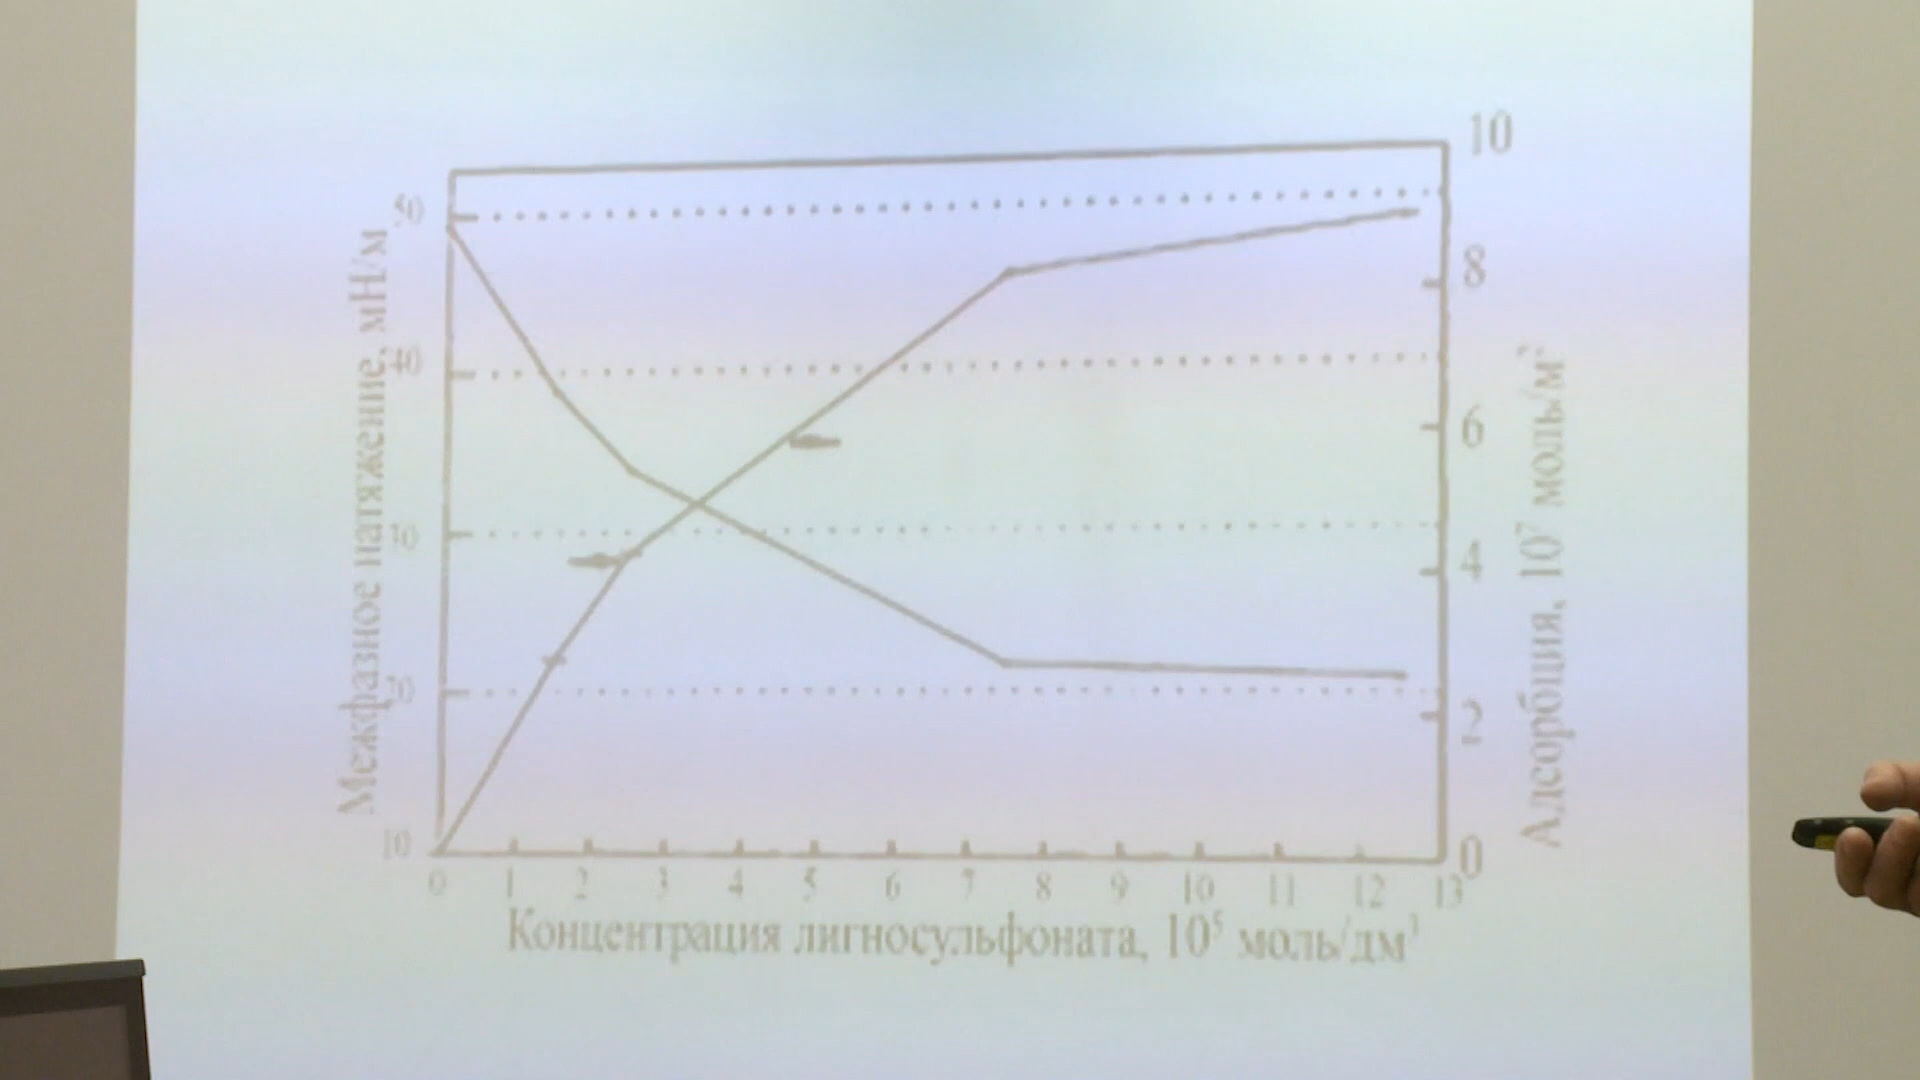 Межфазное натяжение, мН/м
50
40
20
10
10
8
6
4
2
0
Адсорбция, 10⁷ моль/м²
0 1 2 3 4 5 6 7 8 9 10 11 12 13
Концентрация лигносульфоната, 10⁵ моль/дм³